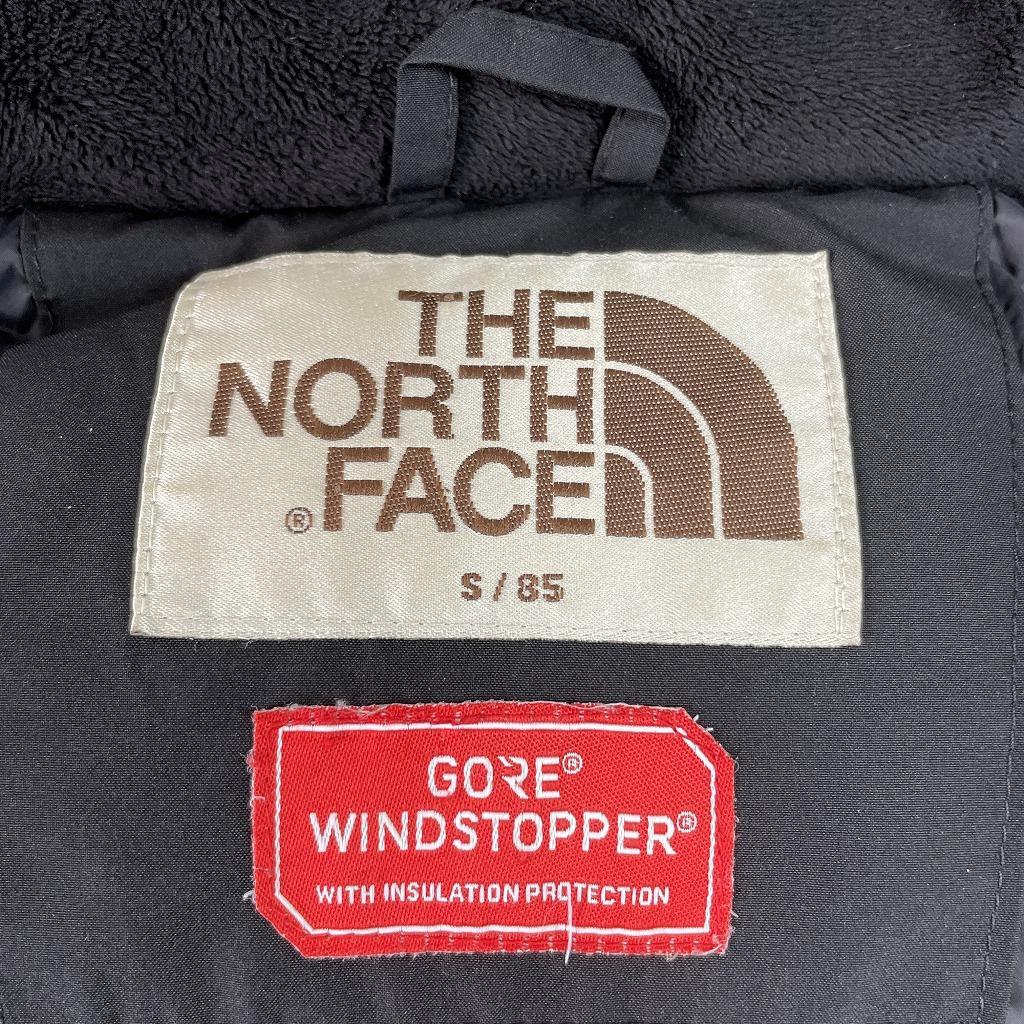 THE
NORTH
® FACE
S / 85
GORE®
WINDSTOPPER®
WITH INSULATION PROTECTION